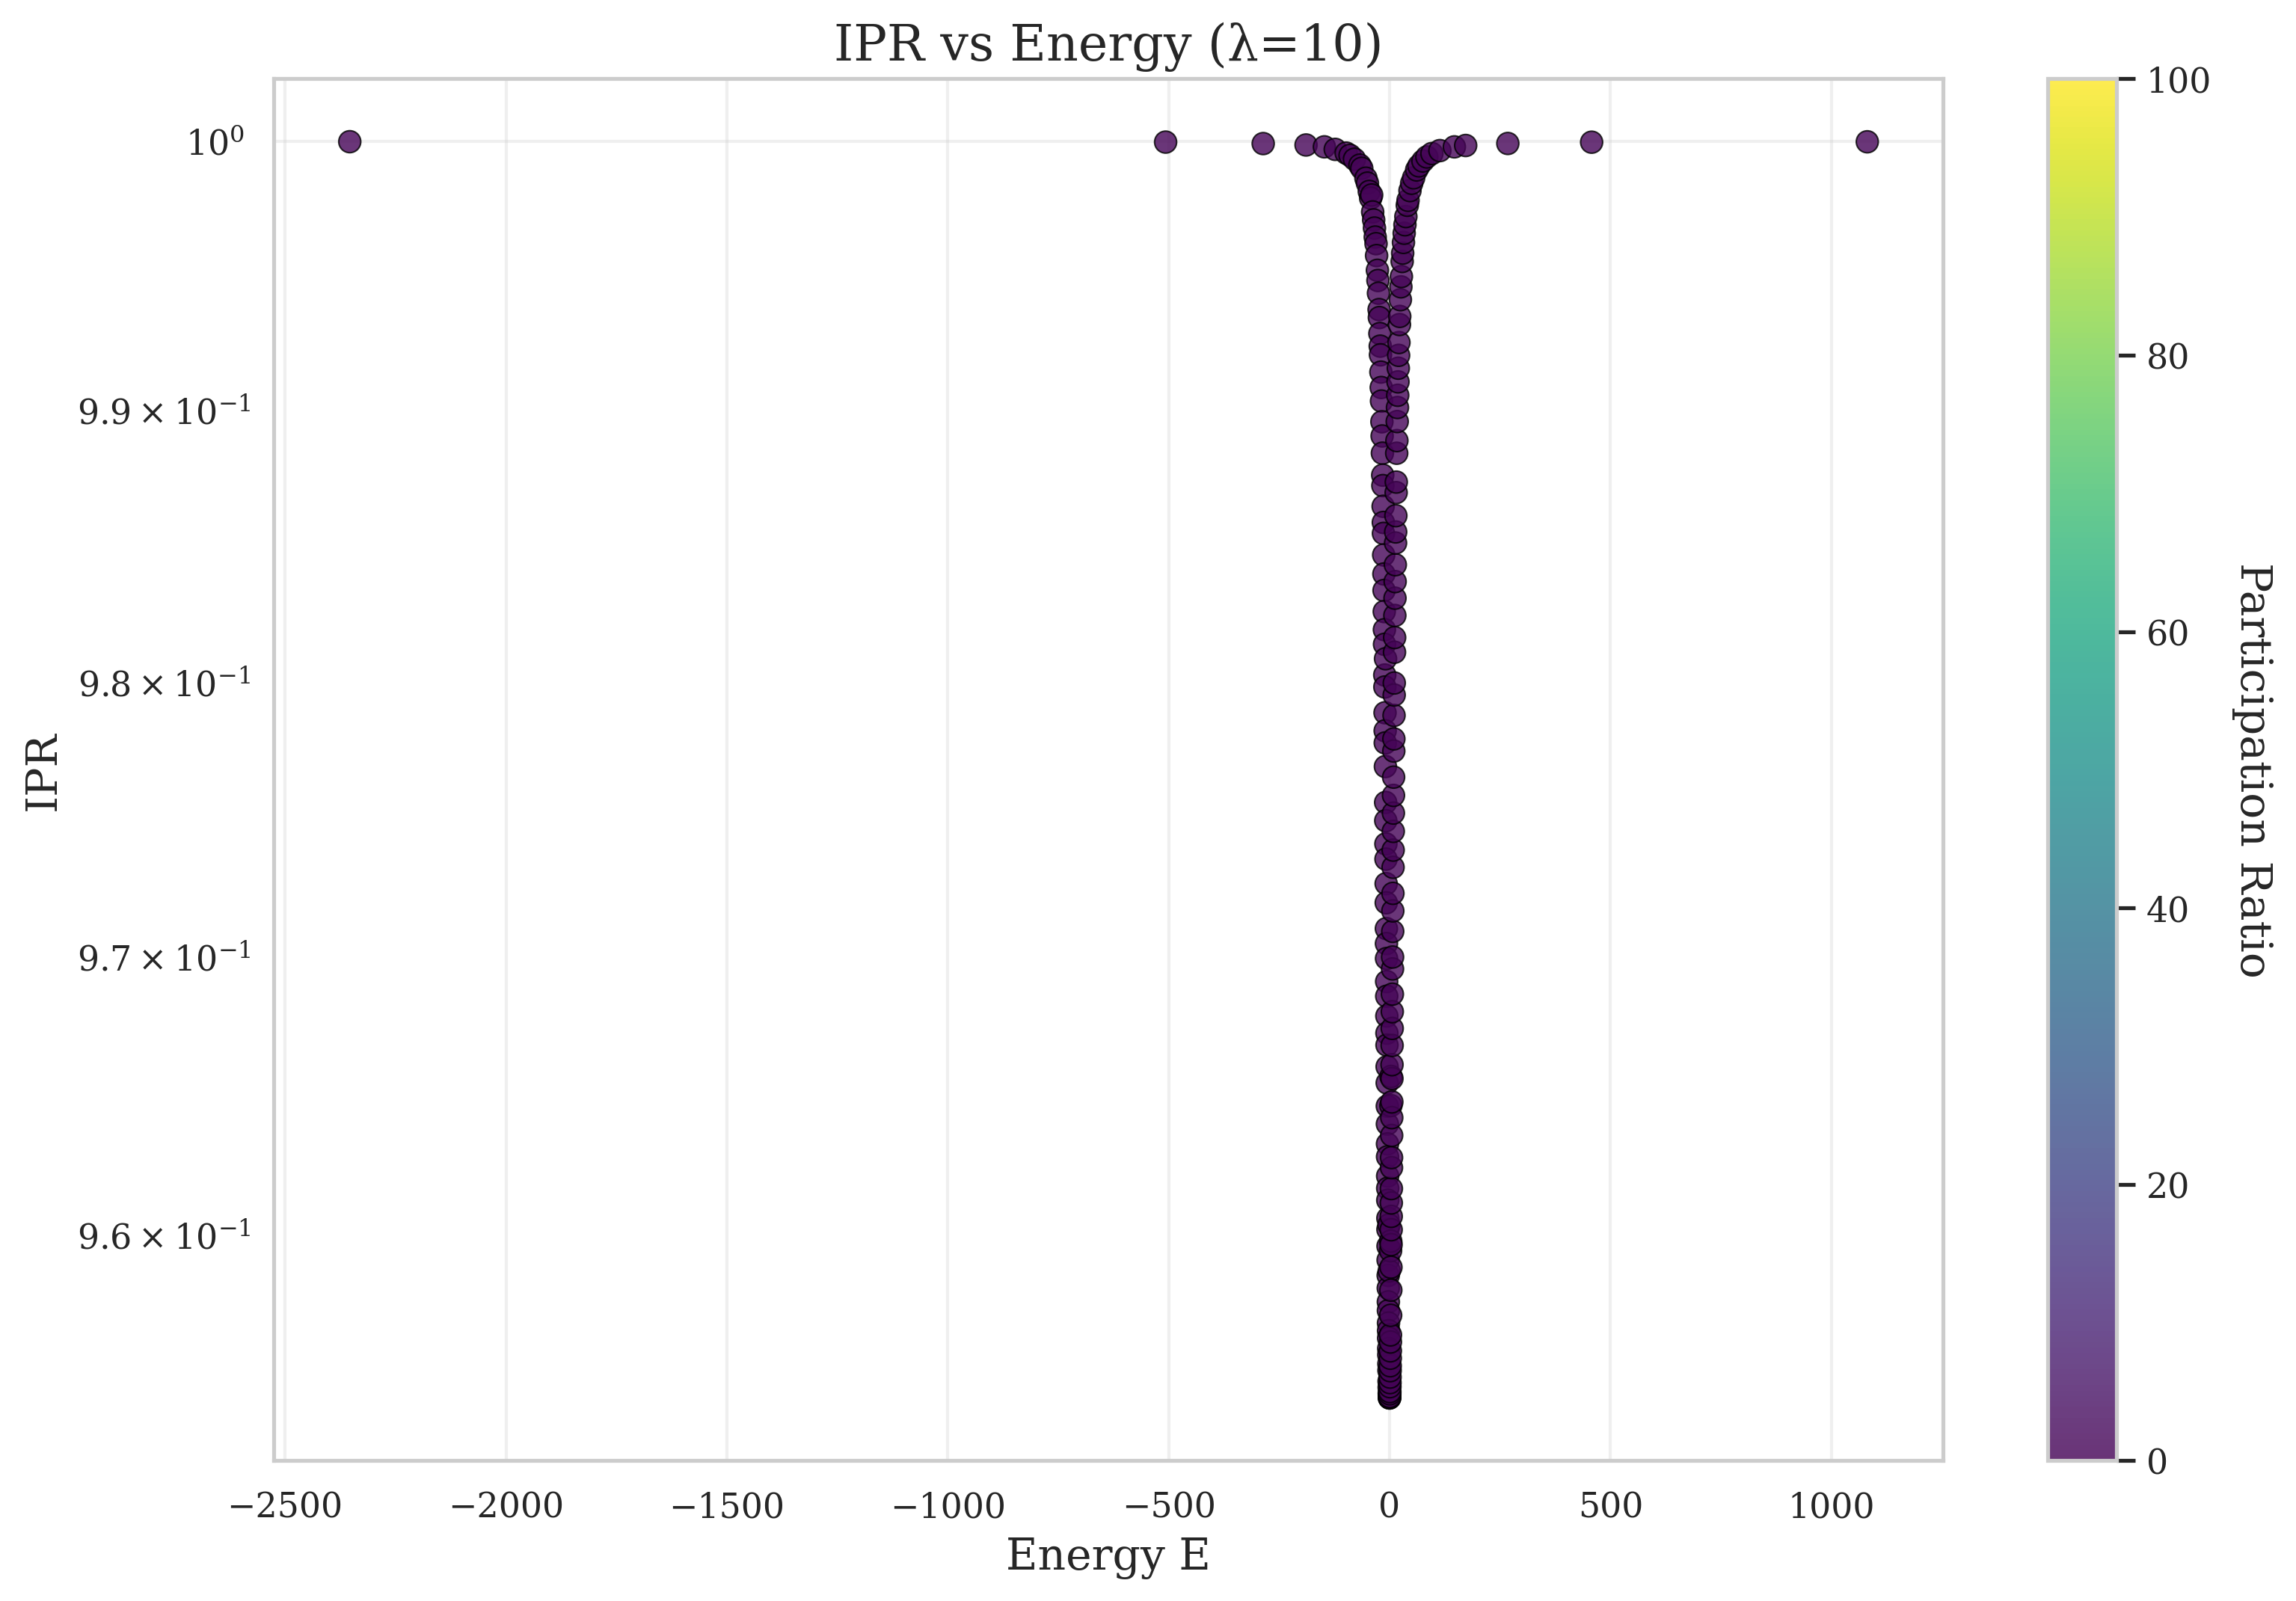 IPR vs Energy (λ=10)
IPR
10⁰
9.9 × 10⁻¹
9.8 × 10⁻¹
9.7 × 10⁻¹
9.6 × 10⁻¹
−2500 −2000 −1500 −1000 −500 0 500 1000
Energy E
100
80
60
40
20
0
Participation Ratio